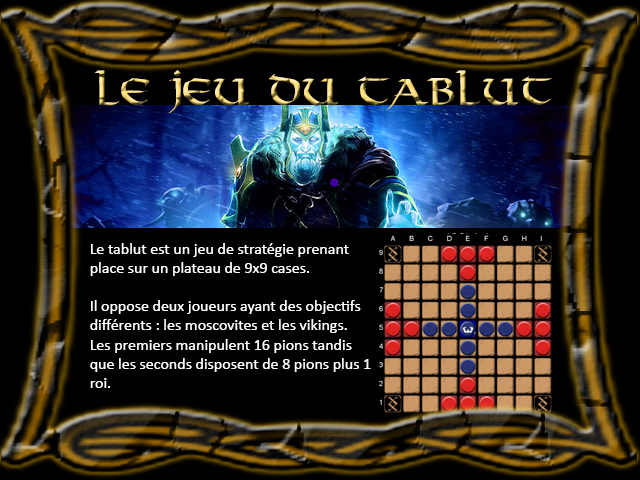 Le jeu du tablut
Le tablut est un jeu de stratégie prenant
place sur un plateau de 9x9 cases.
Il oppose deux joueurs ayant des objectifs
différents : les moscovites et les vikings.
Les premiers manipulent 16 pions tandis
que les seconds disposent de 8 pions plus 1
roi.
A B C D E F G H I
9
8
7
6
5
4
3
2
1